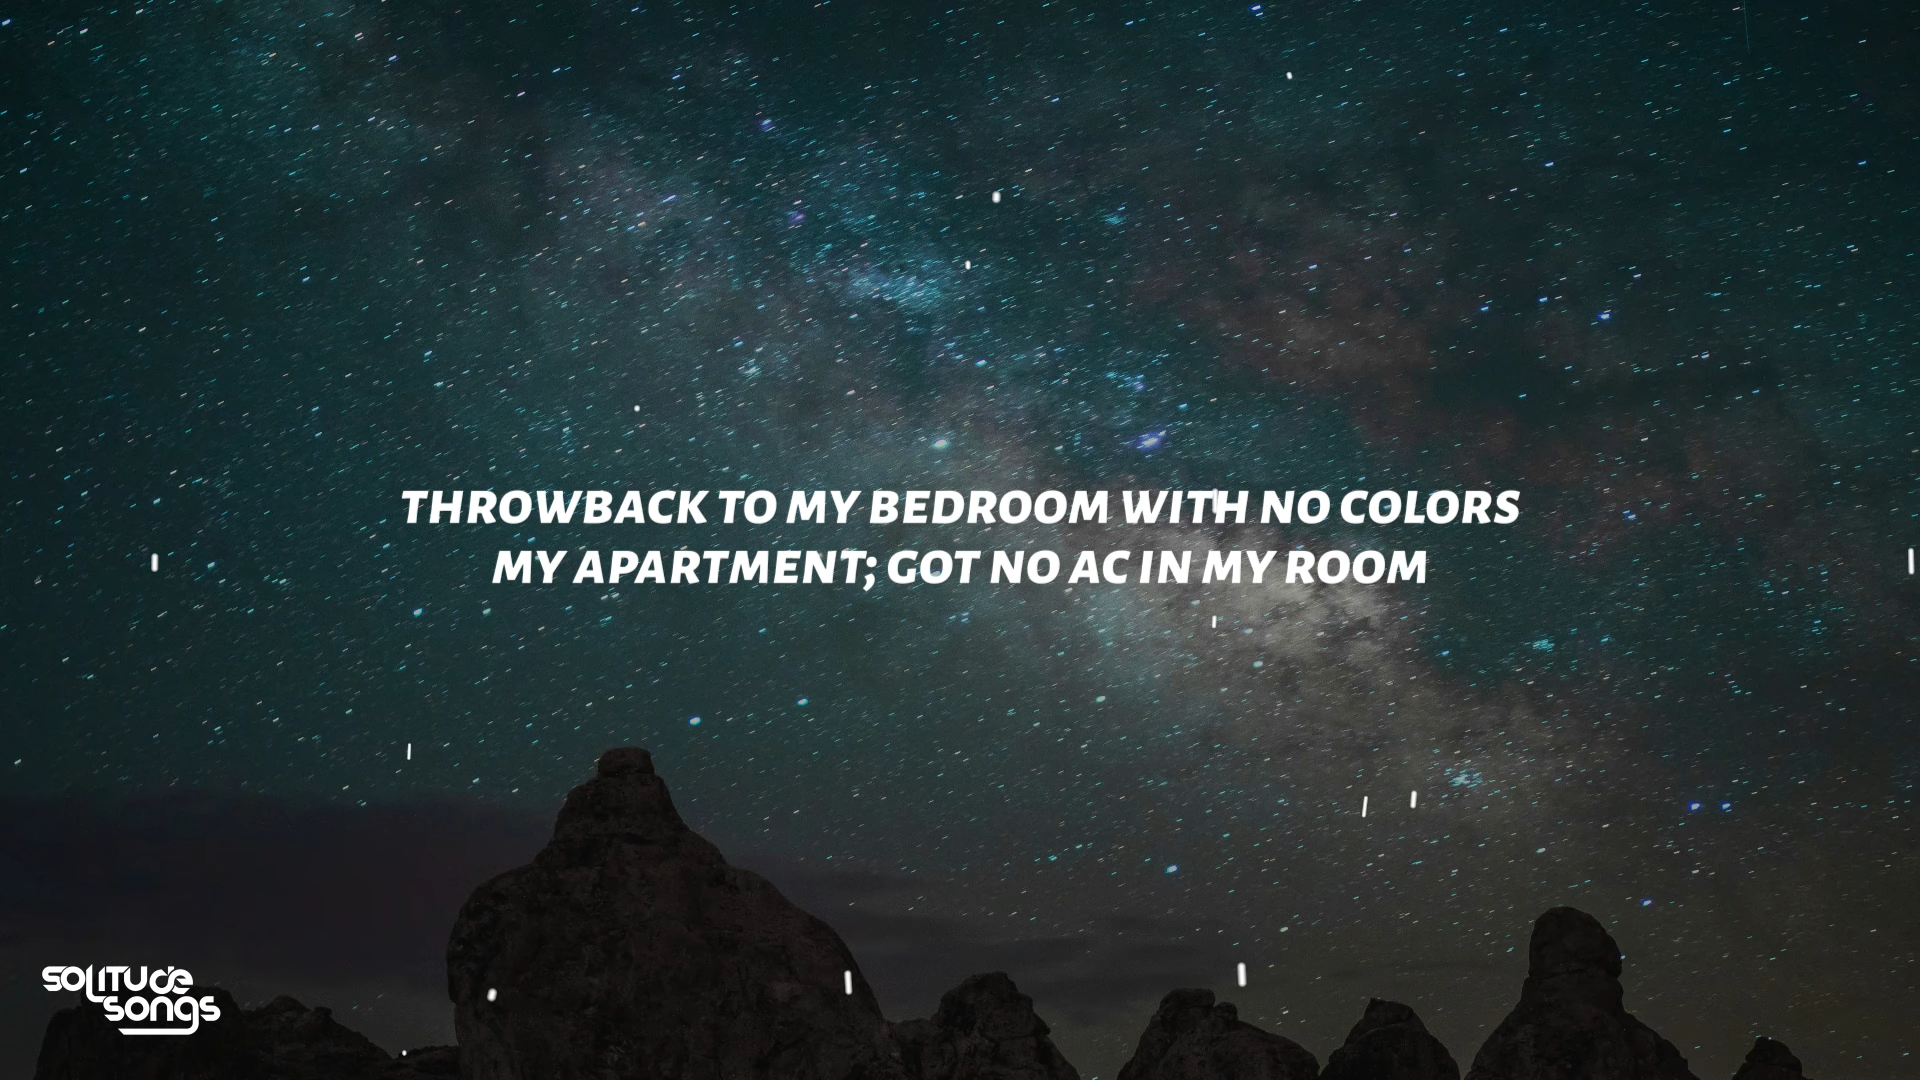 THROWBACK TO MY BEDROOM WITH NO COLORS
MY APARTMENT; GOT NO AC IN MY ROOM
SOLITUDE
SONGS